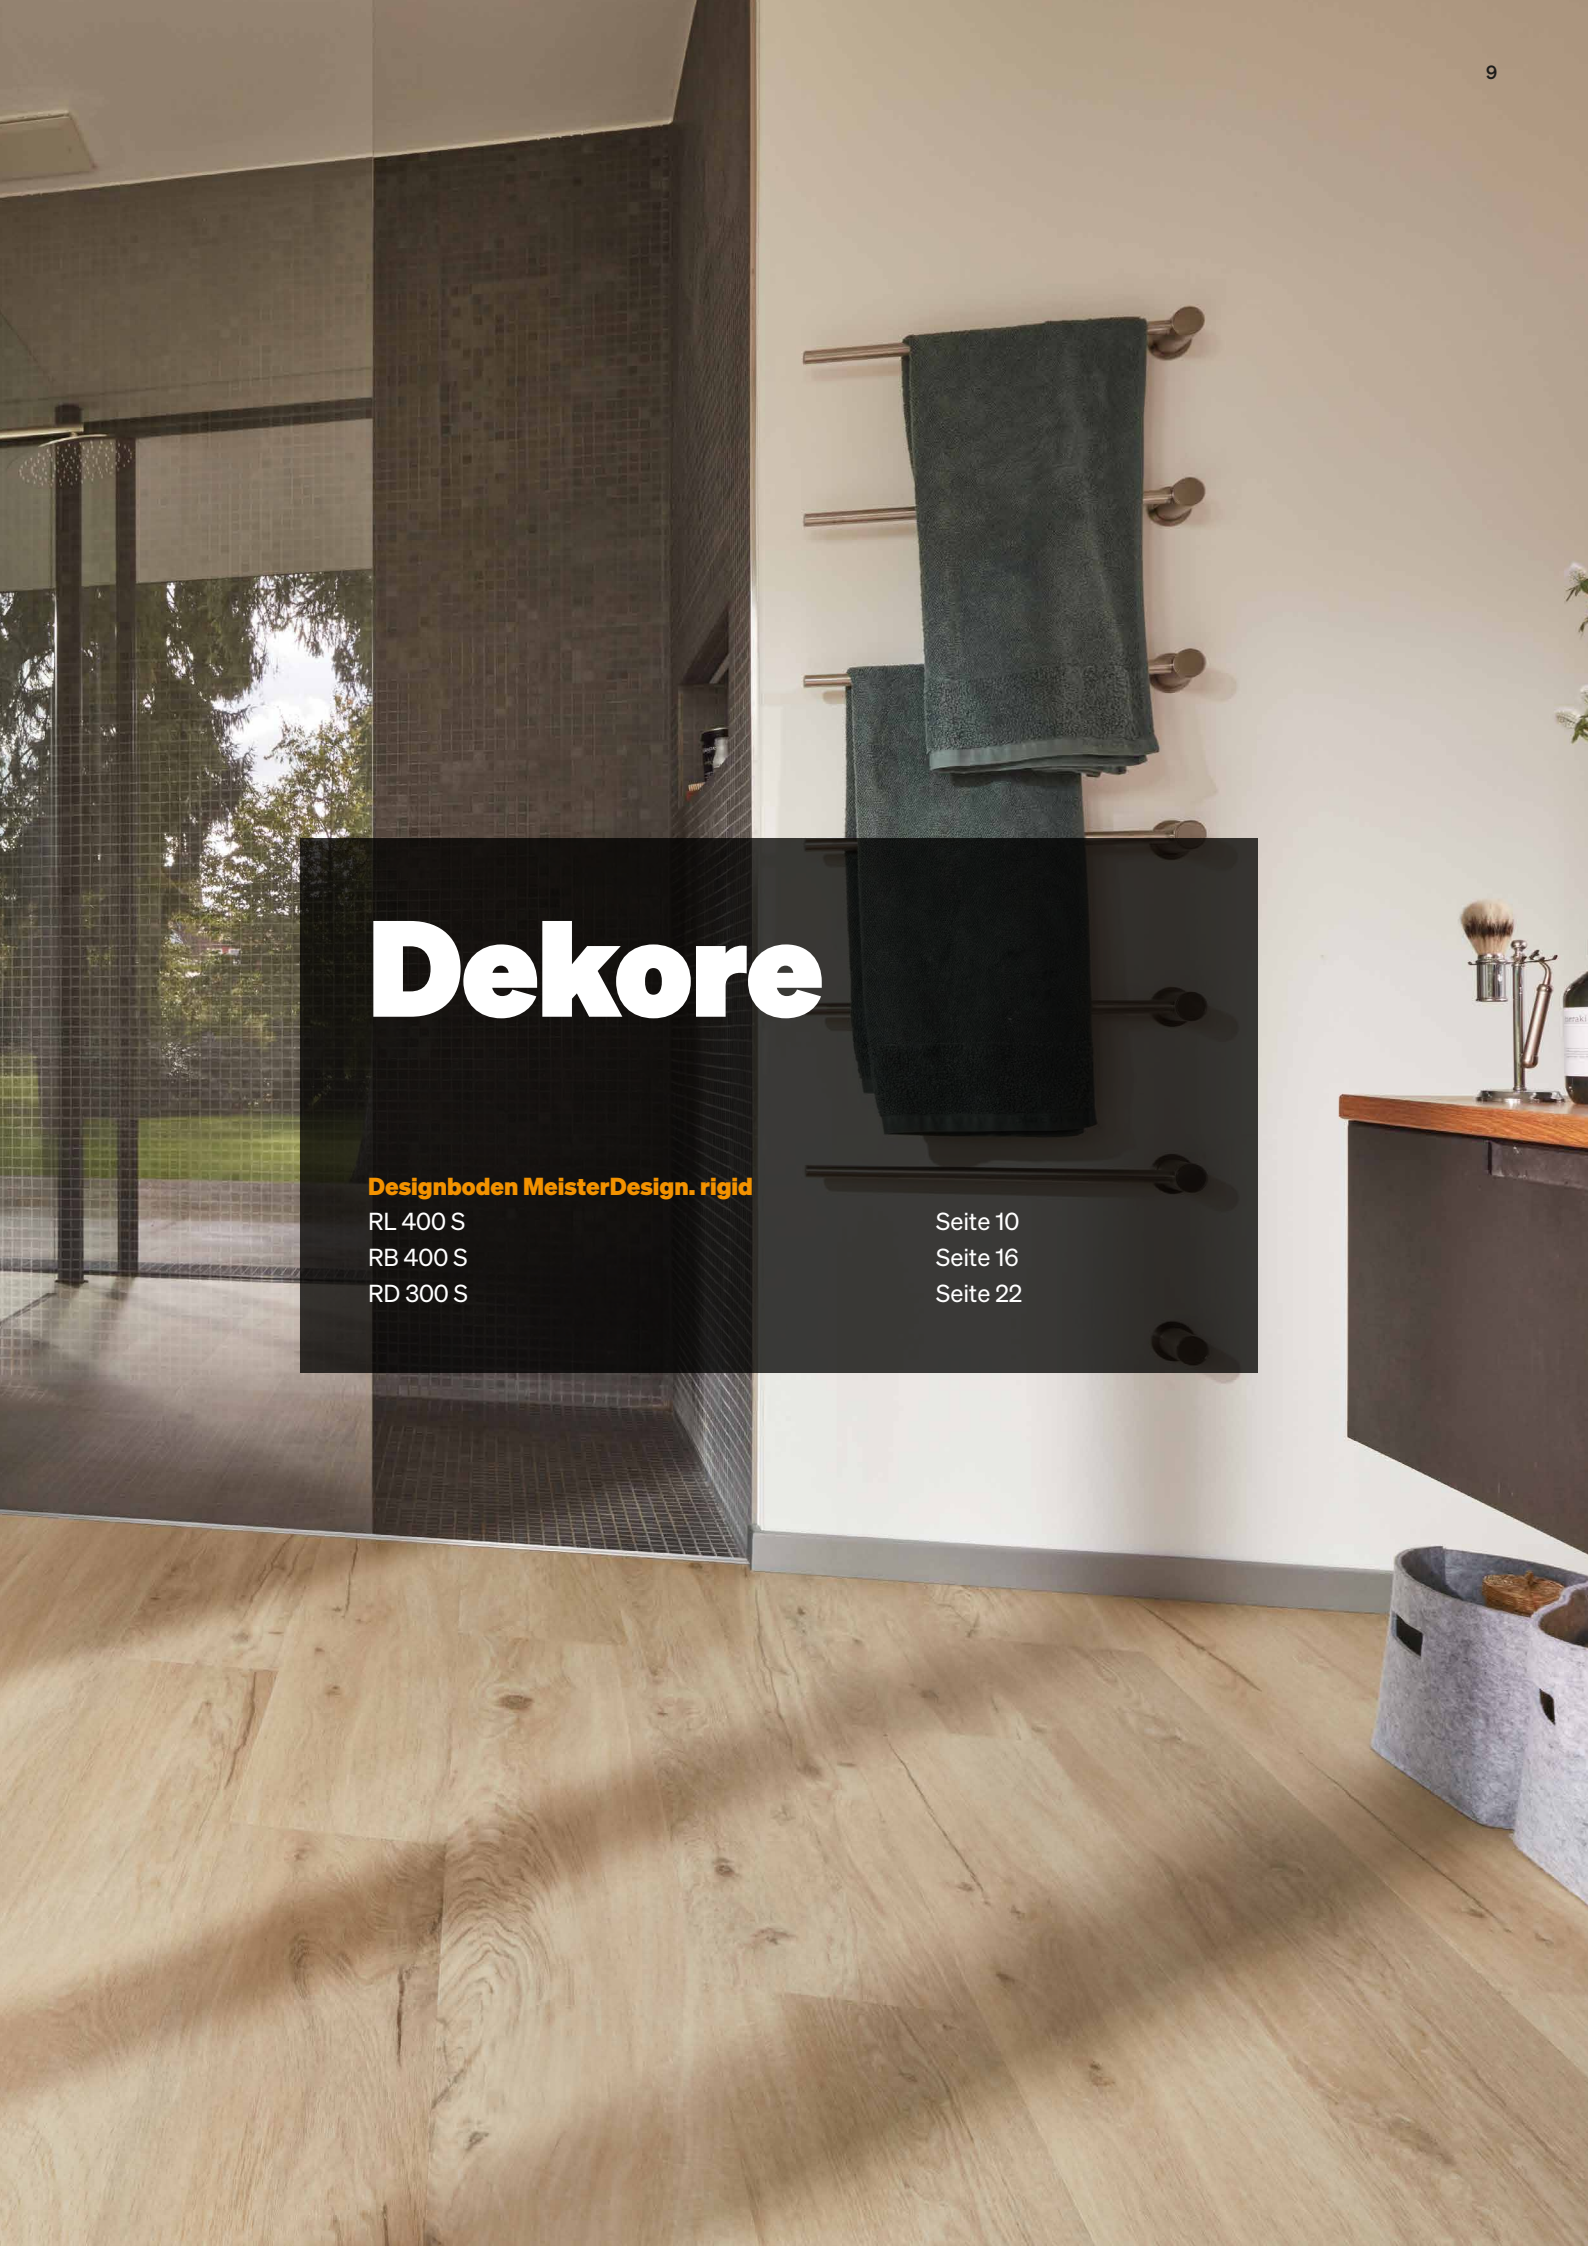 9
Dekore
Designboden MeisterDesign. rigid
RL 400 S Seite 10
RB 400 S Seite 16
RD 300 S Seite 22